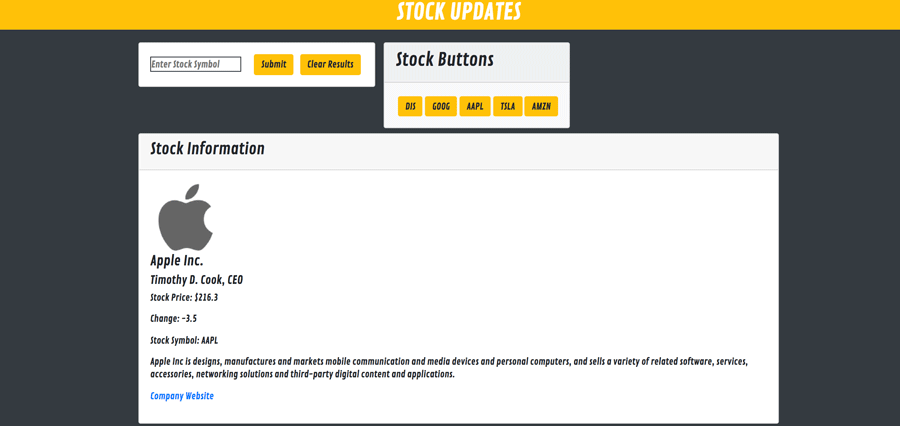 STOCK UPDATES
Enter Stock Symbol
Submit
Clear Results
Stock Buttons
DIS
GOOG
AAPL
TSLA
AMZN
Stock Information
Apple Inc.
Timothy D. Cook, CEO
Stock Price: $216.3
Change: -3.5
Stock Symbol: AAPL
Apple Inc is designs, manufactures and markets mobile communication and media devices and personal computers, and sells a variety of related software, services,
accessories, networking solutions and third-party digital content and applications.
Company Website